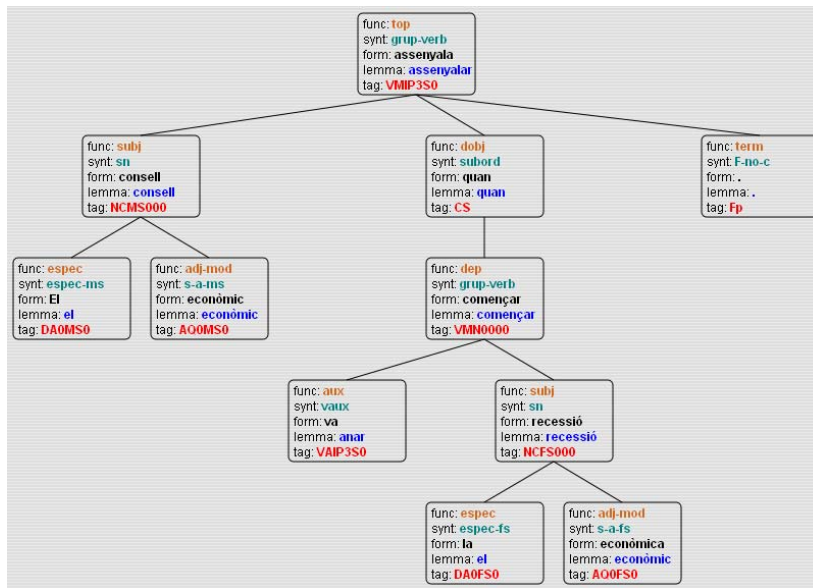 func: top
synt: grup-verb
form: assenyala
lemma: assenyalar
tag: VMIP3S0
func: subj
synt: sn
form: consell
lemma: consell
tag: NCMS000
func: dobj
synt: subord
form: quan
lemma: quan
tag: CS
func: term
synt: F-no-c
form: .
lemma: .
tag: Fp
func: espec
synt: espec-ms
form: El
lemma: el
tag: DA0MS0
func: adj-mod
synt: s-a-ms
form: econòmic
lemma: econòmic
tag: AQ0MS0
func: dep
synt: grup-verb
form: començar
lemma: començar
tag: VMN0000
func: aux
synt: vaux
form: va
lemma: anar
tag: VAIP3S0
func: subj
synt: sn
form: recessió
lemma: recessió
tag: NCFS000
func: espec
synt: espec-fs
form: la
lemma: el
tag: DA0FS0
func: adj-mod
synt: s-a-fs
form: econòmica
lemma: econòmic
tag: AQ0FS0